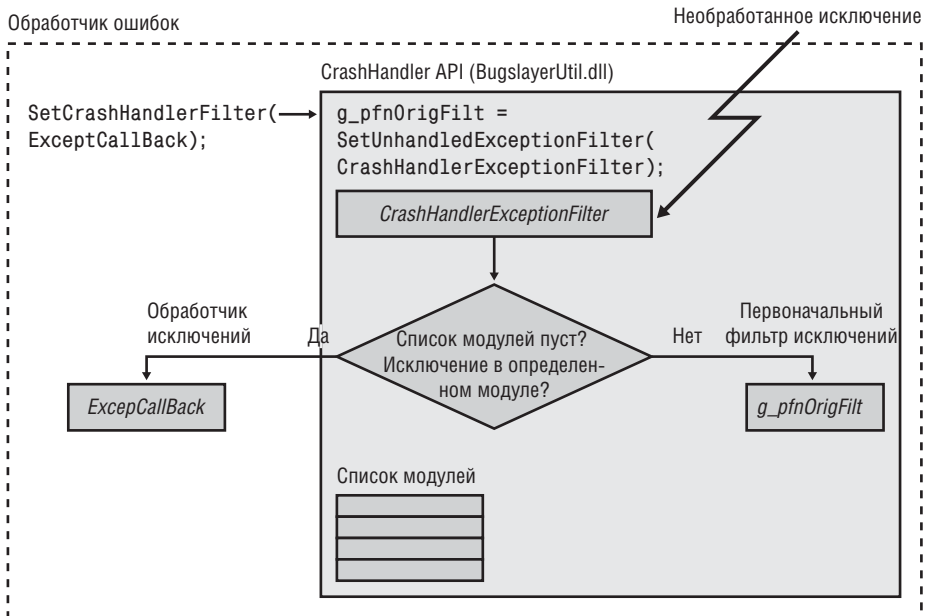 Обработчик ошибок
Необработанное исключение
CrashHandler API (BugslayerUtil.dll)
SetCrashHandlerFilter(
ExceptCallBack);
g_pfnOrigFilt =
SetUnhandledExceptionFilter(
CrashHandlerExceptionFilter);
CrashHandlerExceptionFilter
Обработчик
исключений
Да
Список модулей пуст?
Исключение в определен-
ном модуле?
Нет
Первоначальный
фильтр исключений
ExcepCallBack
g_pfnOrigFilt
Список модулей